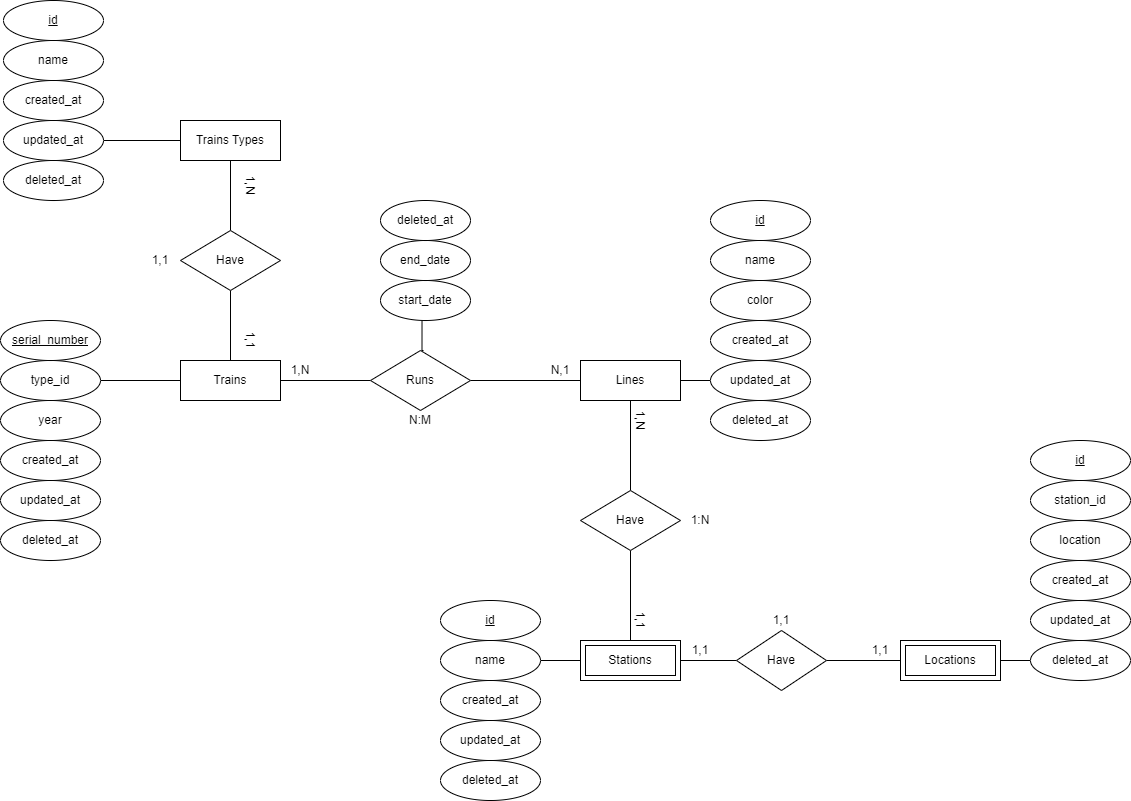 id
name
created_at
updated_at
deleted_at
Trains Types
1,N
Have
1,1
1,1
serial_number
type_id
year
created_at
updated_at
deleted_at
Trains
1,N
deleted_at
end_date
start_date
Runs
N:M
N,1
Lines
id
name
color
created_at
updated_at
deleted_at
1,N
Have
1:N
1,1
id
name
created_at
updated_at
deleted_at
Stations
1,1
1,1
Have
1,1
Locations
id
station_id
location
created_at
updated_at
deleted_at